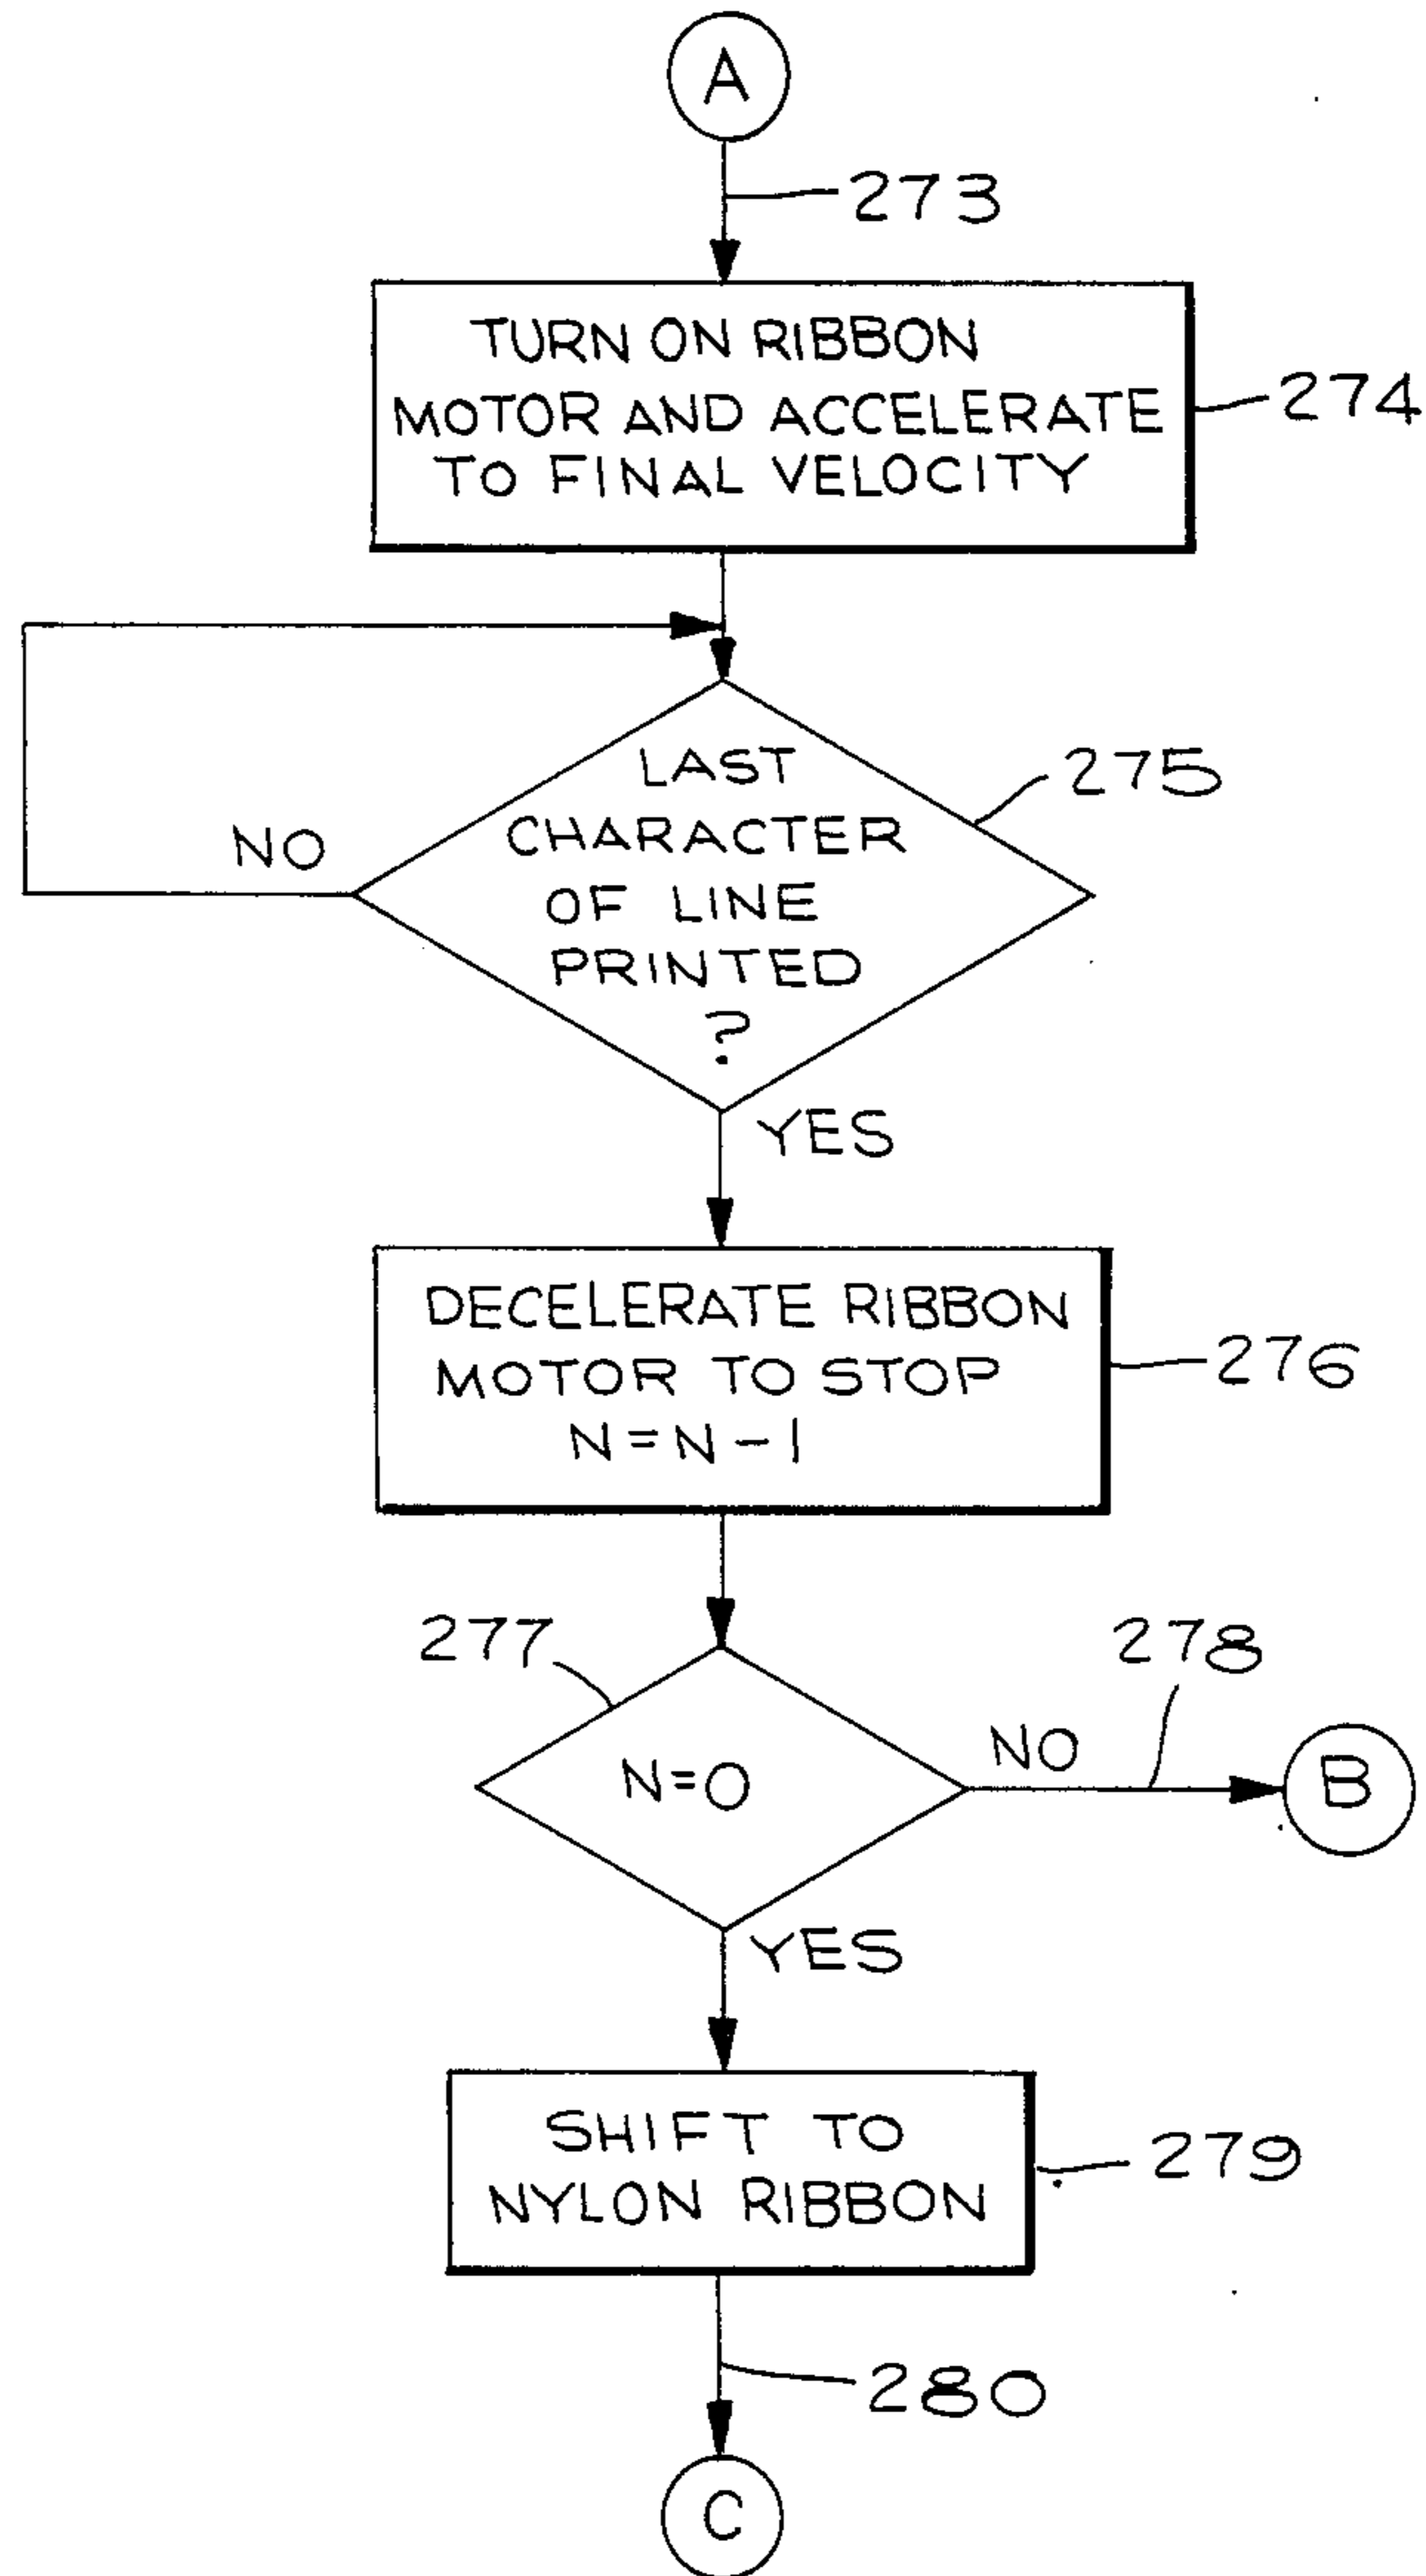 A
273
TURN ON RIBBON
MOTOR AND ACCELERATE
TO FINAL VELOCITY
274
LAST
CHARACTER
OF LINE
PRINTED
?
275
NO
YES
DECELERATE RIBBON
MOTOR TO STOP
N=N-1
276
277
278
N=0
NO
B
YES
SHIFT TO
NYLON RIBBON
279
280
C